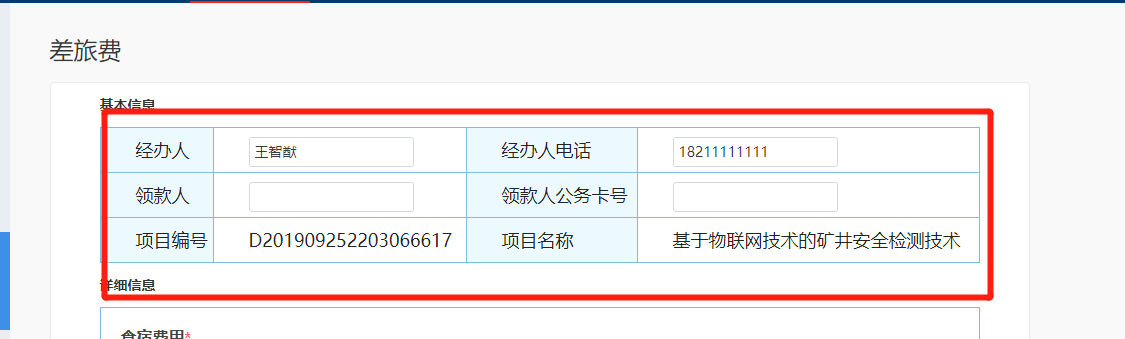 差旅费
基本信息
经办人 王智猷 经办人电话 18211111111
领款人 领款人公务卡号
项目编号 D201909252203066617 项目名称 基于物联网技术的矿井安全检测技术
详细信息
食宿费用*